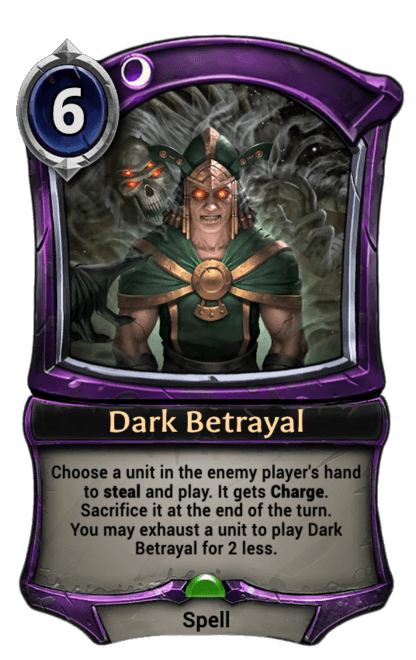 6
Dark Betrayal
Choose a unit in the enemy player's hand
to steal and play. It gets Charge.
Sacrifice it at the end of the turn.
You may exhaust a unit to play Dark
Betrayal for 2 less.
Spell